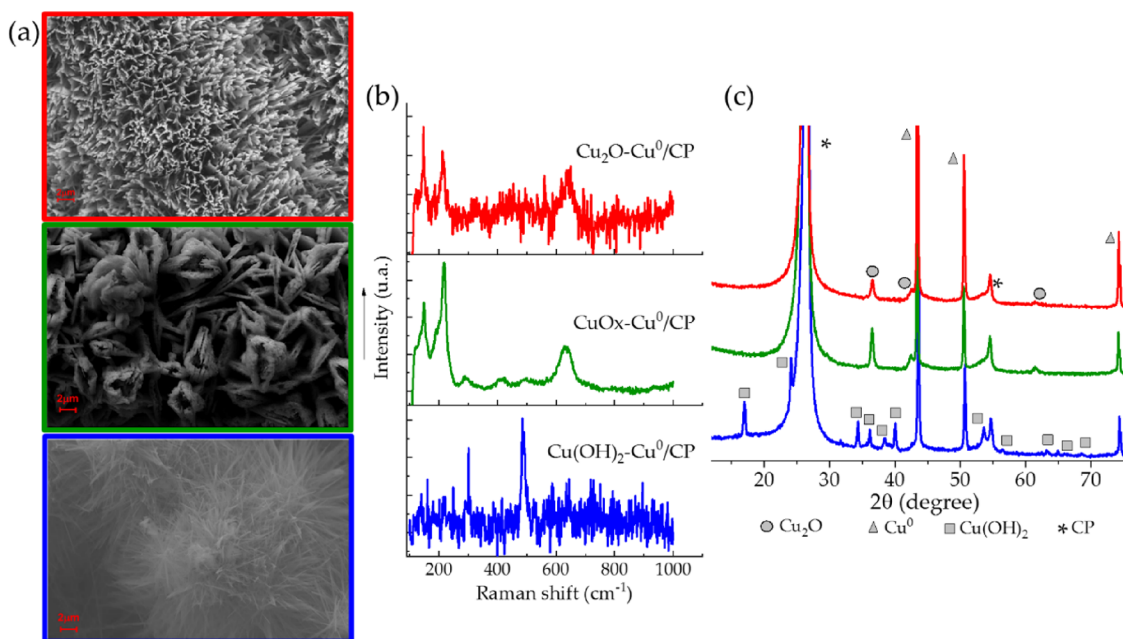 (a)
2μm
2μm
(b)
Cu₂O-Cu⁰/CP
CuOx-Cu⁰/CP
Cu(OH)₂-Cu⁰/CP
Intensity (u.a.)
200 400 600 800 1000
Raman shift (cm⁻¹)
(c)
*
*
20 30 40 50 60 70
2θ (degree)
Cu₂O Cu⁰ Cu(OH)₂ * CP